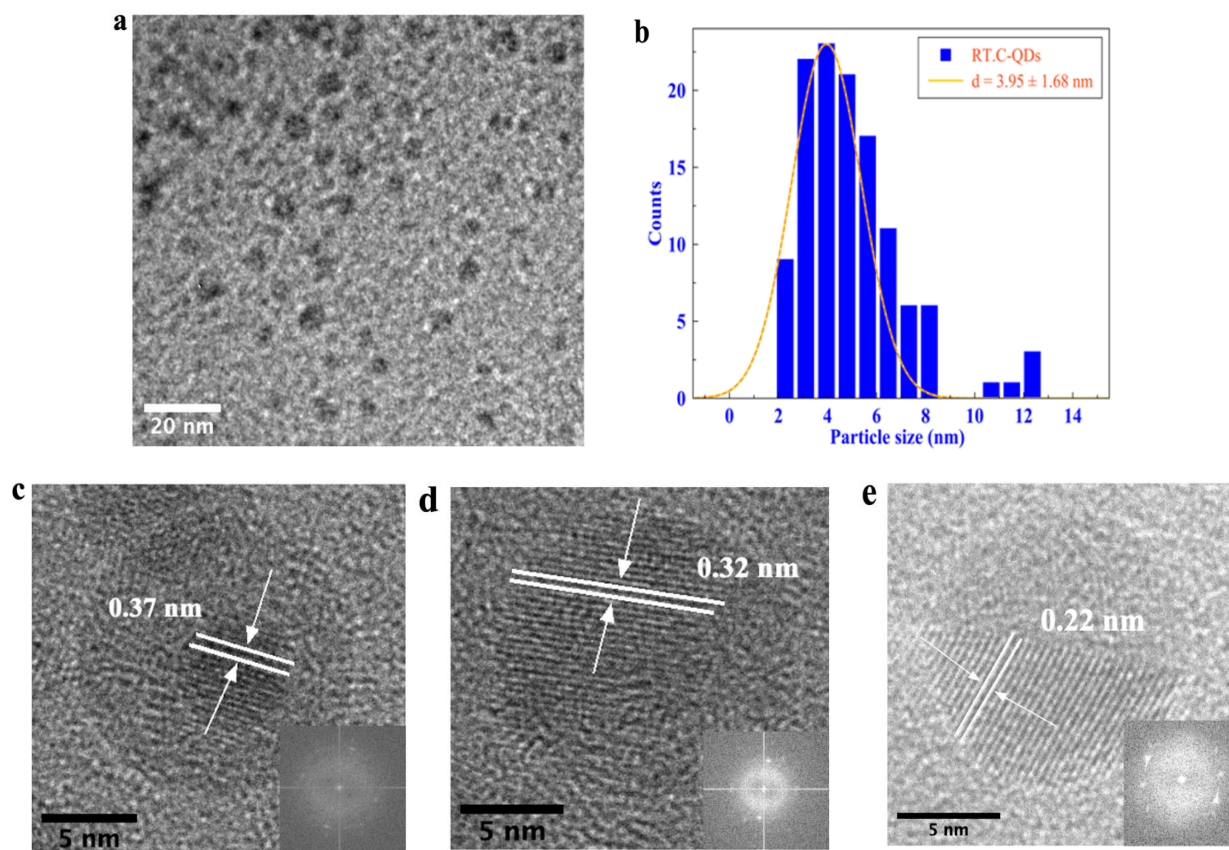 a
20 nm
b
RT.C-QDs
d = 3.95 ± 1.68 nm
Counts
20
15
10
5
0
0 2 4 6 8 10 12 14
Particle size (nm)
c
0.37 nm
5 nm
d
0.32 nm
5 nm
e
0.22 nm
5 nm